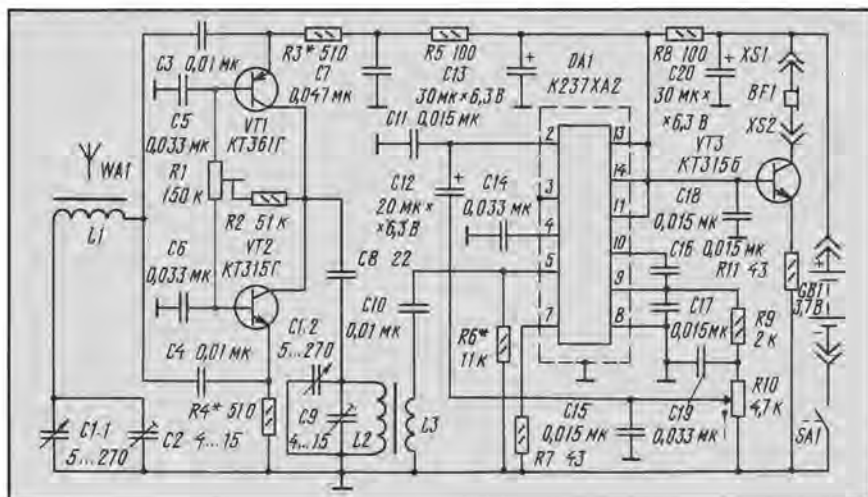 C3 0,01 мк
R3* 510
C7
0,047 мк
R5 100
C13
30 мк × 6,3 В
DA1
К237ХА2
R8 100
C20
30 мк ×
×6,3 В
XS1
BF1
XS2
VT3
КТ315б
C5
0,033 мк
R1
150 к
VT1
КТ361Г
C11
0,015 мк
2
13
WA1
L1
R2 51 к
C12
20 мк ×
×6,3 В
C14
0,033 мк
3
4
5
7
14
11
10
9
8
C18
0,015 мк
C16
0,015 мк
R11 43
GB1
3,7 В
VT2
КТ315Г
C6
0,033 мк
C8 22
C10
0,01 мк
C1.2
5...270
R6*
11 к
C17
0,015 мк
R9
2 к
C4 0,01 мк
R4* 510
C9
4...15
L2
L3
C15
0,015 мк
C19
0,033 мк
R10
4,7 к
SA1
C1.1
5...270
C2 4...15
R7 43